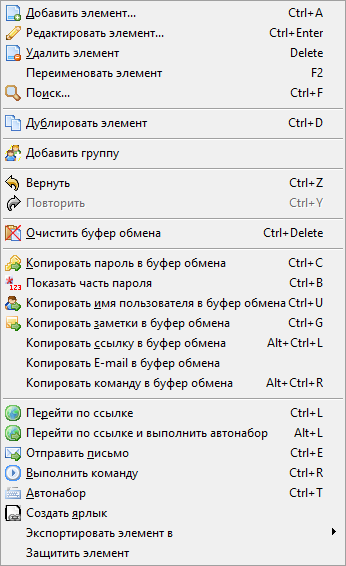 Добавить элемент... Ctrl+A
Редактировать элемент... Ctrl+Enter
Удалить элемент Delete
Переименовать элемент F2
Поиск... Ctrl+F
Дублировать элемент Ctrl+D
Добавить группу
Вернуть Ctrl+Z
Повторить Ctrl+Y
Очистить буфер обмена Ctrl+Delete
Копировать пароль в буфер обмена Ctrl+C
123 Показать часть пароля Ctrl+B
Копировать имя пользователя в буфер обмена Ctrl+U
Копировать заметки в буфер обмена Ctrl+G
Копировать ссылку в буфер обмена Alt+Ctrl+L
Копировать E-mail в буфер обмена
Копировать команду в буфер обмена Alt+Ctrl+R
Перейти по ссылке Ctrl+L
Перейти по ссылке и выполнить автонабор Alt+L
Отправить письмо Ctrl+E
Выполнить команду Ctrl+R
Автонабор Ctrl+T
Создать ярлык
Экспортировать элемент в
Защитить элемент